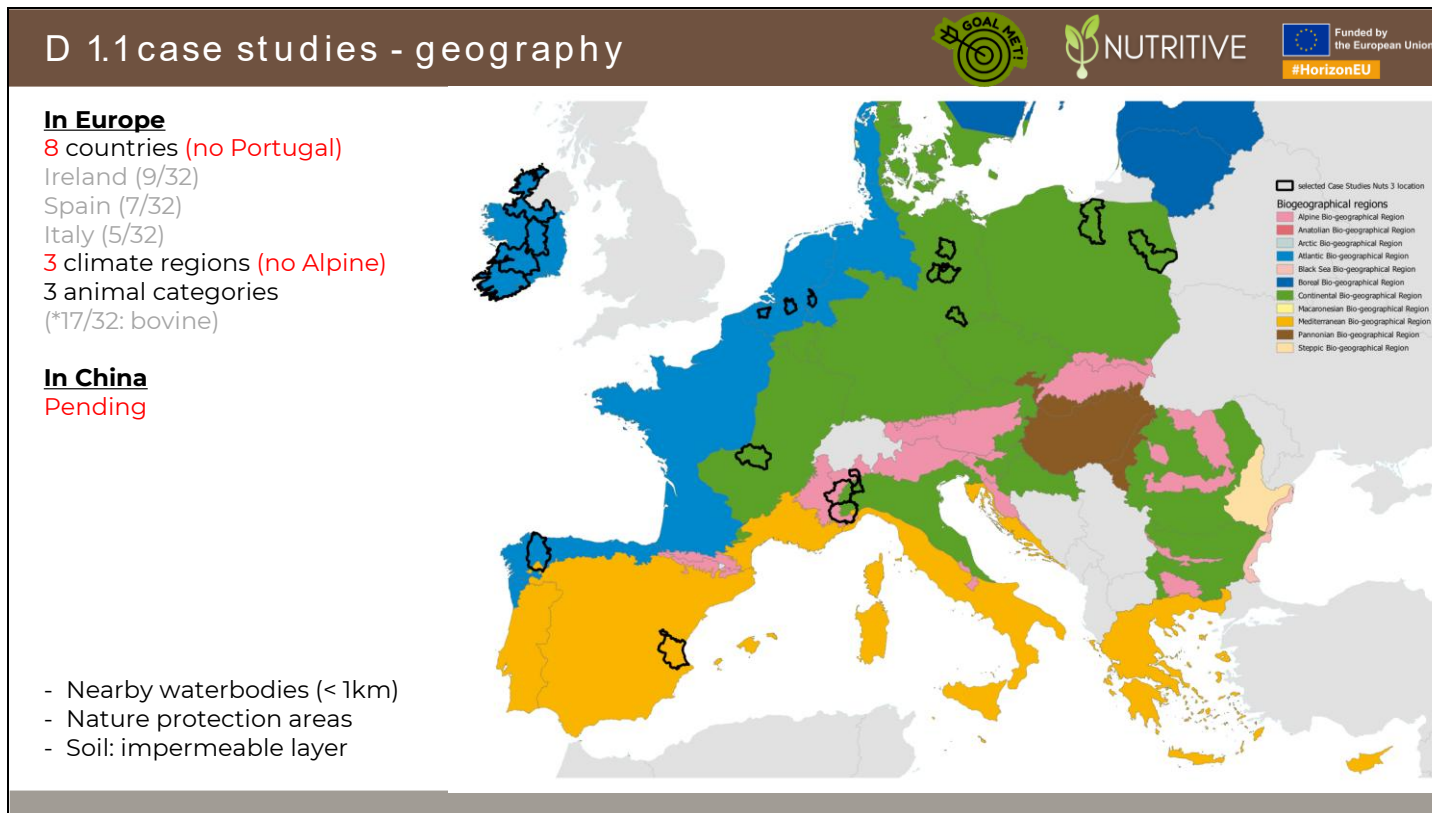 D 1.1 case studies - geography
GOAL MET!
NUTRITIVE
Funded by
the European Union
#HorizonEU
In Europe
8 countries (no Portugal)
Ireland (9/32)
Spain (7/32)
Italy (5/32)
3 climate regions (no Alpine)
3 animal categories
(*17/32: bovine)
In China
Pending
- Nearby waterbodies (< 1km)
- Nature protection areas
- Soil: impermeable layer
selected Case Studies Nuts 3 location
Biogeographical regions
Alpine Bio-geographical Region
Anatolian Bio-geographical Region
Arctic Bio-geographical Region
Atlantic Bio-geographical Region
Black Sea Bio-geographical Region
Boreal Bio-geographical Region
Continental Bio-geographical Region
Macaronesian Bio-geographical Region
Mediterranean Bio-geographical Region
Pannonian Bio-geographical Region
Steppic Bio-geographical Region